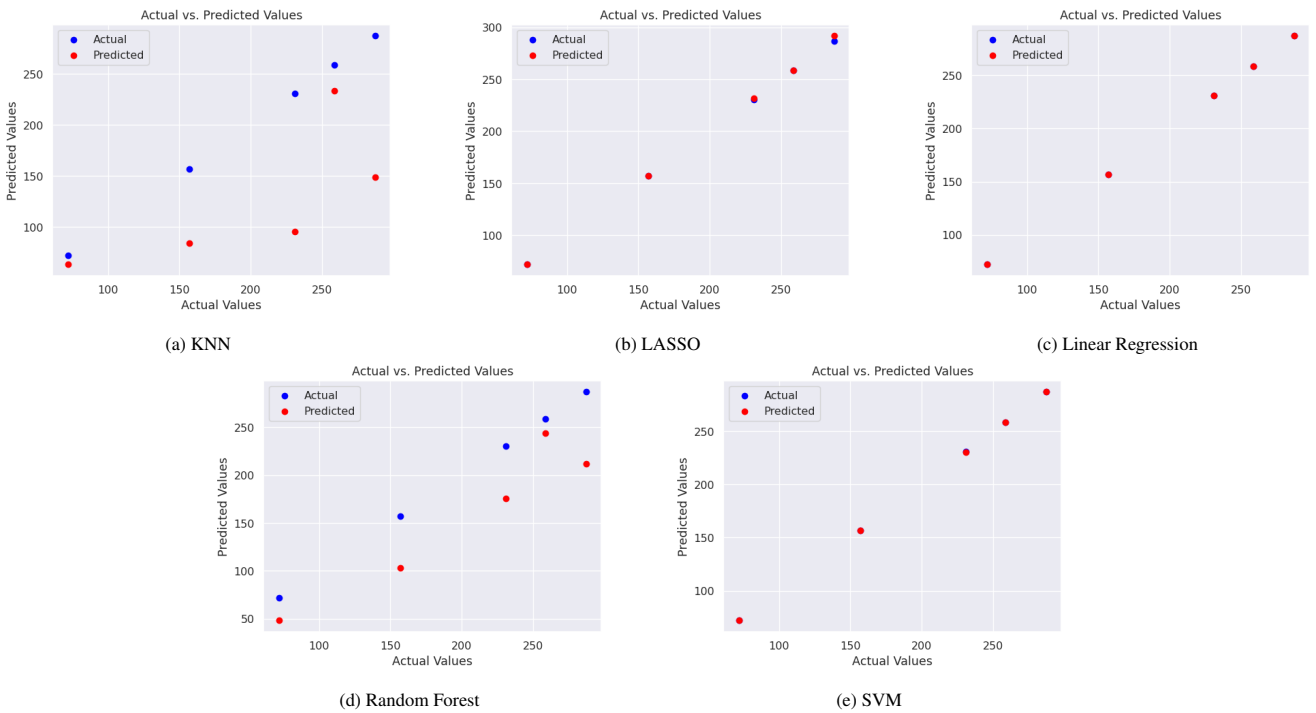 Actual vs. Predicted Values
Actual
Predicted
Predicted Values
250
200
150
100
100 150 200 250
Actual Values
(a) KNN
Actual vs. Predicted Values
Actual
Predicted
Predicted Values
300
250
200
150
100
100 150 200 250
Actual Values
(b) LASSO
Actual vs. Predicted Values
Actual
Predicted
Predicted Values
250
200
150
100
100 150 200 250
Actual Values
(c) Linear Regression
Actual vs. Predicted Values
Actual
Predicted
Predicted Values
250
200
150
100
50
100 150 200 250
Actual Values
(d) Random Forest
Actual vs. Predicted Values
Actual
Predicted
Predicted Values
250
200
150
100
100 150 200 250
Actual Values
(e) SVM